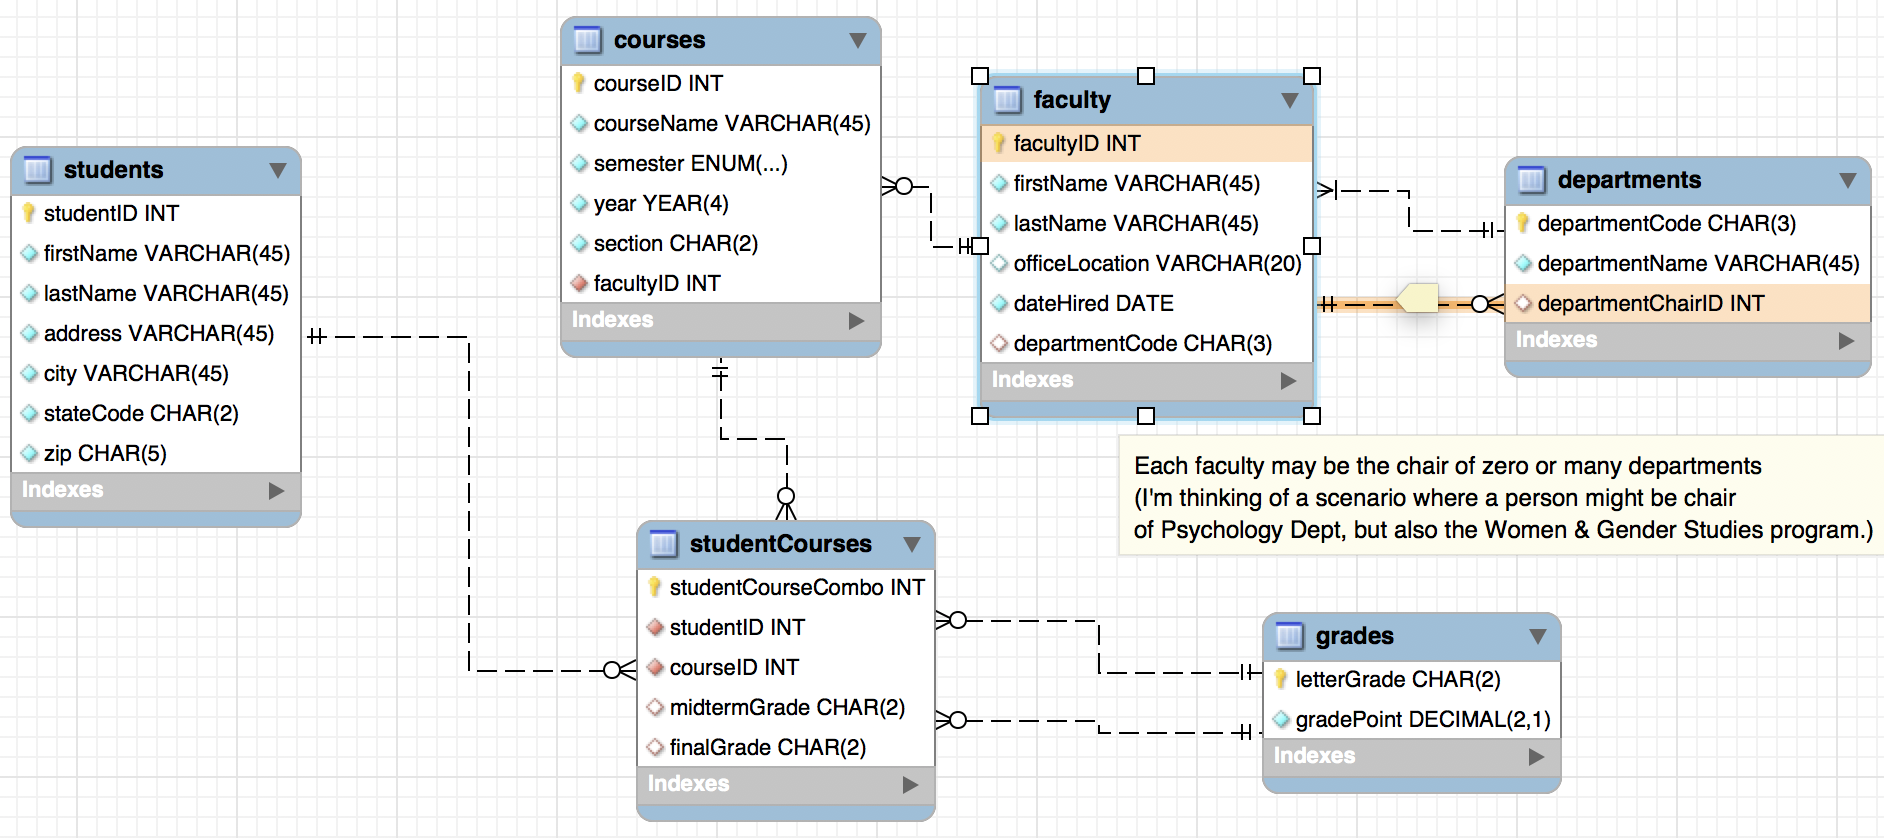 courses
courseID INT
courseName VARCHAR(45)
semester ENUM(...)
year YEAR(4)
section CHAR(2)
facultyID INT
Indexes
faculty
facultyID INT
firstName VARCHAR(45)
lastName VARCHAR(45)
officeLocation VARCHAR(20)
dateHired DATE
departmentCode CHAR(3)
Indexes
students
studentID INT
firstName VARCHAR(45)
lastName VARCHAR(45)
address VARCHAR(45)
city VARCHAR(45)
stateCode CHAR(2)
zip CHAR(5)
Indexes
departments
departmentCode CHAR(3)
departmentName VARCHAR(45)
departmentChairID INT
Indexes
Each faculty may be the chair of zero or many departments
(I'm thinking of a scenario where a person might be chair
of Psychology Dept, but also the Women & Gender Studies program.)
studentCourses
studentCourseCombo INT
studentID INT
courseID INT
midtermGrade CHAR(2)
finalGrade CHAR(2)
Indexes
grades
letterGrade CHAR(2)
gradePoint DECIMAL(2,1)
Indexes